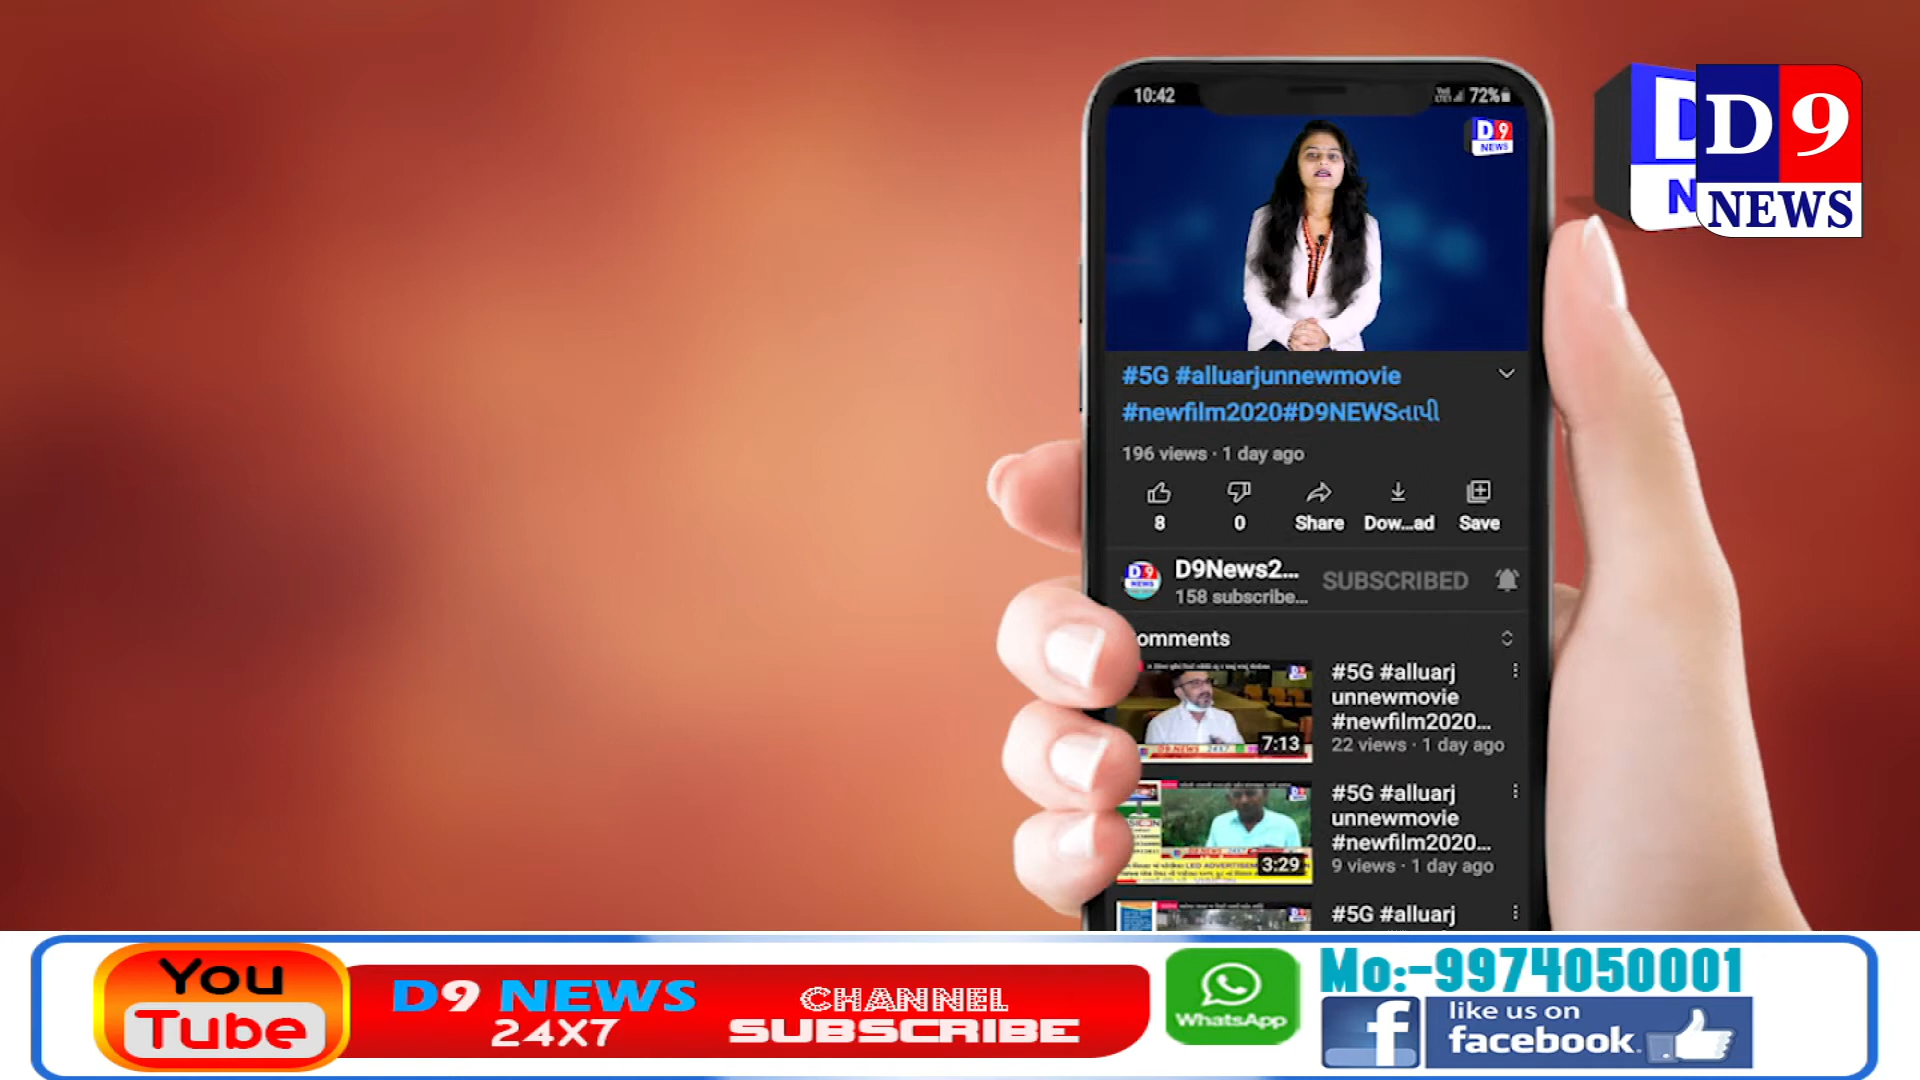 10:42
72%
D9
NEWS
D
N
D9
NEWS
#5G #alluarjunnewmovie
#newfilm2020#D9NEWSતાપી
196 views · 1 day ago
8
0
Share
Dow...ad
Save
D9News2...
SUBSCRIBED
158 subscribe...
omments
#5G #alluarj
unnewmovie
#newfilm2020...
22 views · 1 day ago
7:13
#5G #alluarj
unnewmovie
#newfilm2020...
9 views · 1 day ago
3:29
#5G #alluarj
You
Tube
D9 NEWS
24X7
CHANNEL
SUBSCRIBE
WhatsApp
Mo:-9974050001
like us on
facebook.